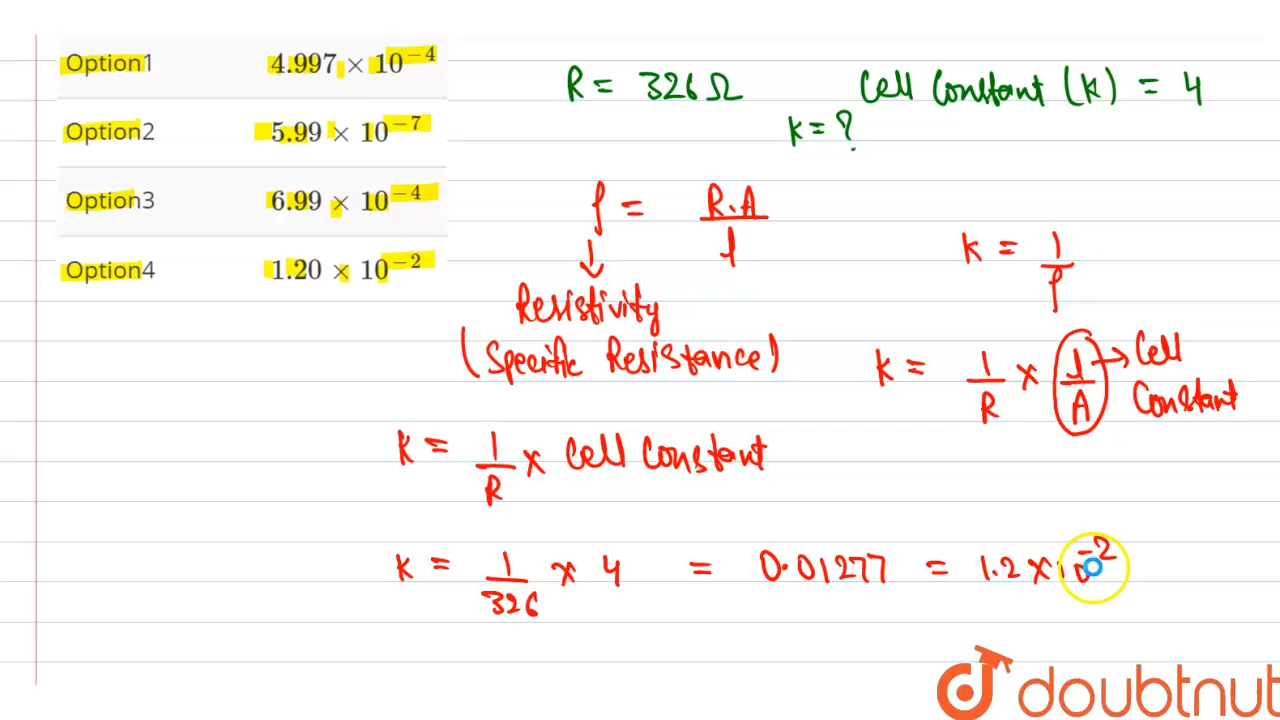 Option1 4.997 × 10⁻⁴
Option2 5.99 × 10⁻⁷
Option3 6.99 × 10⁻⁴
Option4 1.20 × 10⁻²
R = 326 Ω Cell Constant (k) = 4
k = ?
ρ = R.A / l
Resistivity
(Specific Resistance)
k = 1/ρ
k = 1/R × l/A → Cell
Constant
k = 1/R × Cell Constant
k = 1/326 × 4 = 0.01277 = 1.2 × 10⁻²
doubtnut